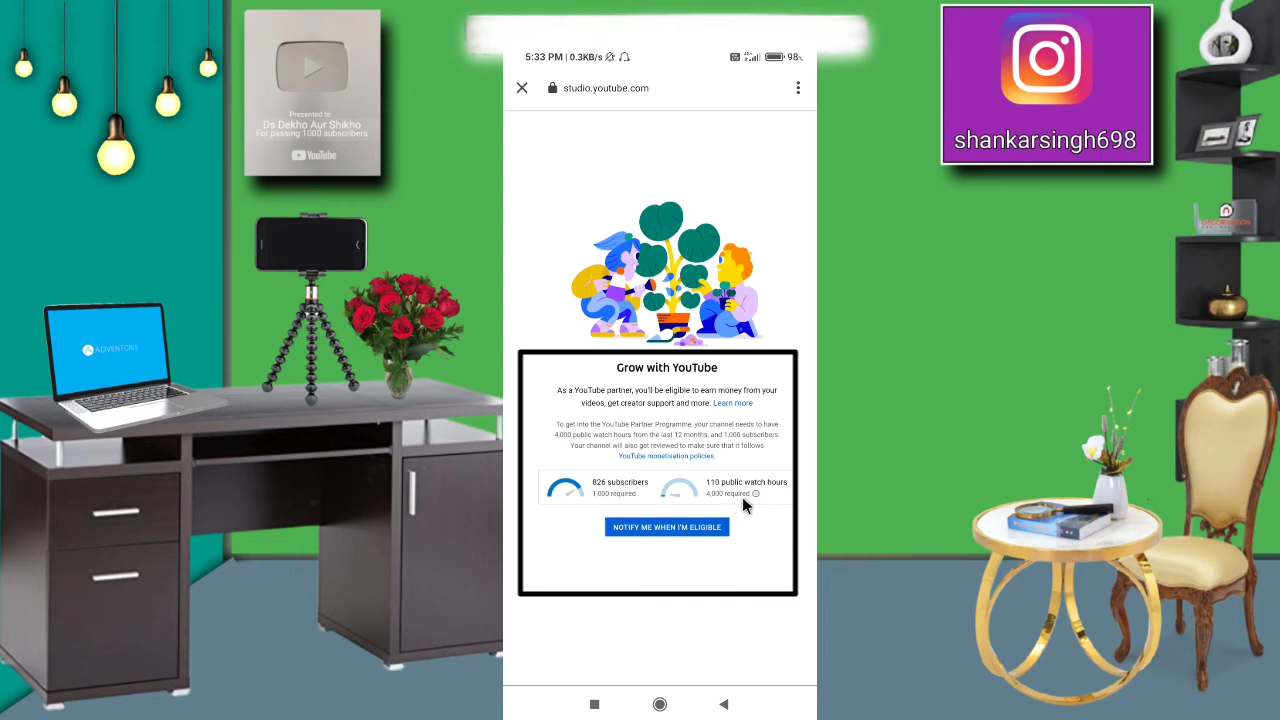 Presented to
Ds Dekho Aur Shikho
For passing 1000 subscribers
YouTube
ADVENTONS
5:33 PM | 0.3KB/s
4G+
98%
studio.youtube.com
Grow with YouTube
As a YouTube partner, you'll be eligible to earn money from your
videos, get creator support and more. Learn more
To get into the YouTube Partner Programme, your channel needs to have
4,000 public watch hours from the last 12 months, and 1,000 subscribers.
Your channel will also get reviewed to make sure that it follows
YouTube monetisation policies.
826 subscribers
1,000 required
110 public watch hours
4,000 required
NOTIFY ME WHEN I'M ELIGIBLE
shankarsingh698